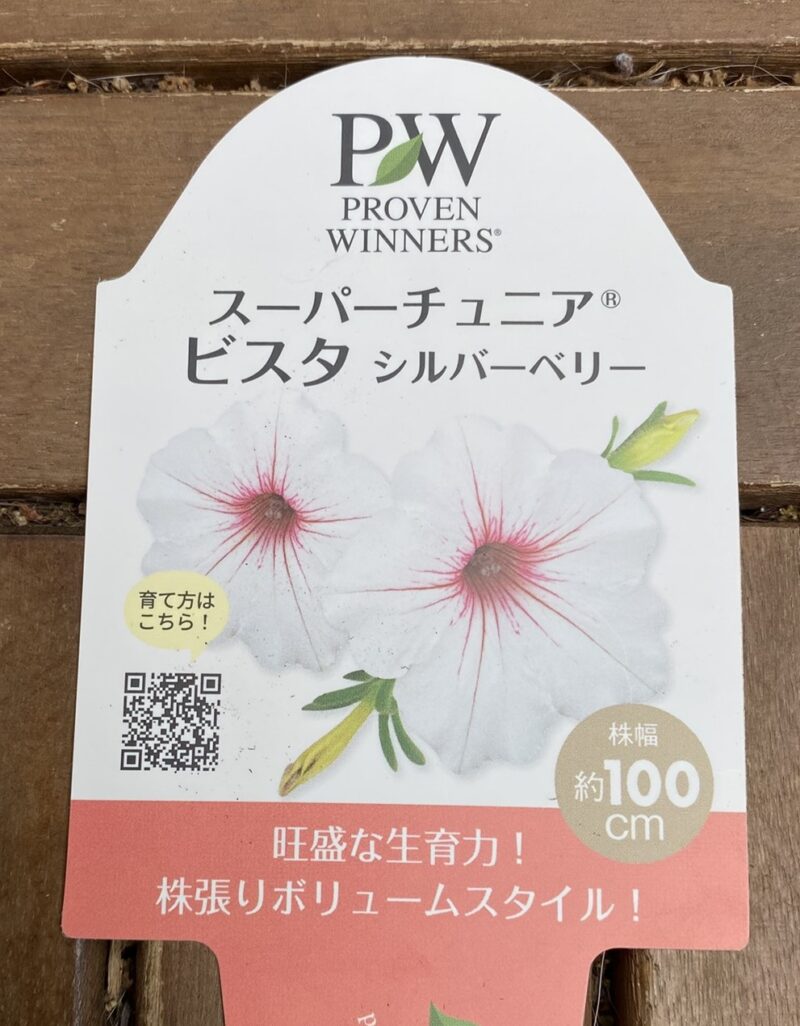 PW
PROVEN
WINNERS®
スーパーチュニア®
ビスタ シルバーベリー
育て方は
こちら！
株幅
約100
cm
旺盛な生育力！
株張りボリュームスタイル！